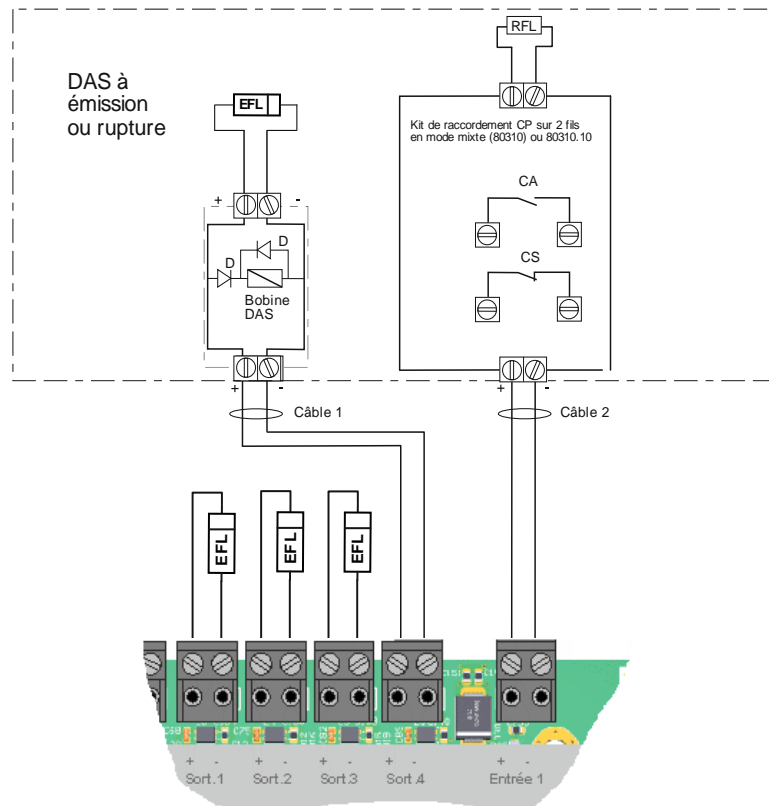 RFL
DAS à
émission
ou rupture
EFL
Kit de raccordement CP sur 2 fils
en mode mixte (80310) ou 80310.10
CA
+ -
D
D
CS
Bobine
DAS
+ -
+ -
Câble 1
Câble 2
EFL
EFL
EFL
+ - + - + - + - + -
Sort.1 Sort.2 Sort.3 Sort.4 Entrée 1